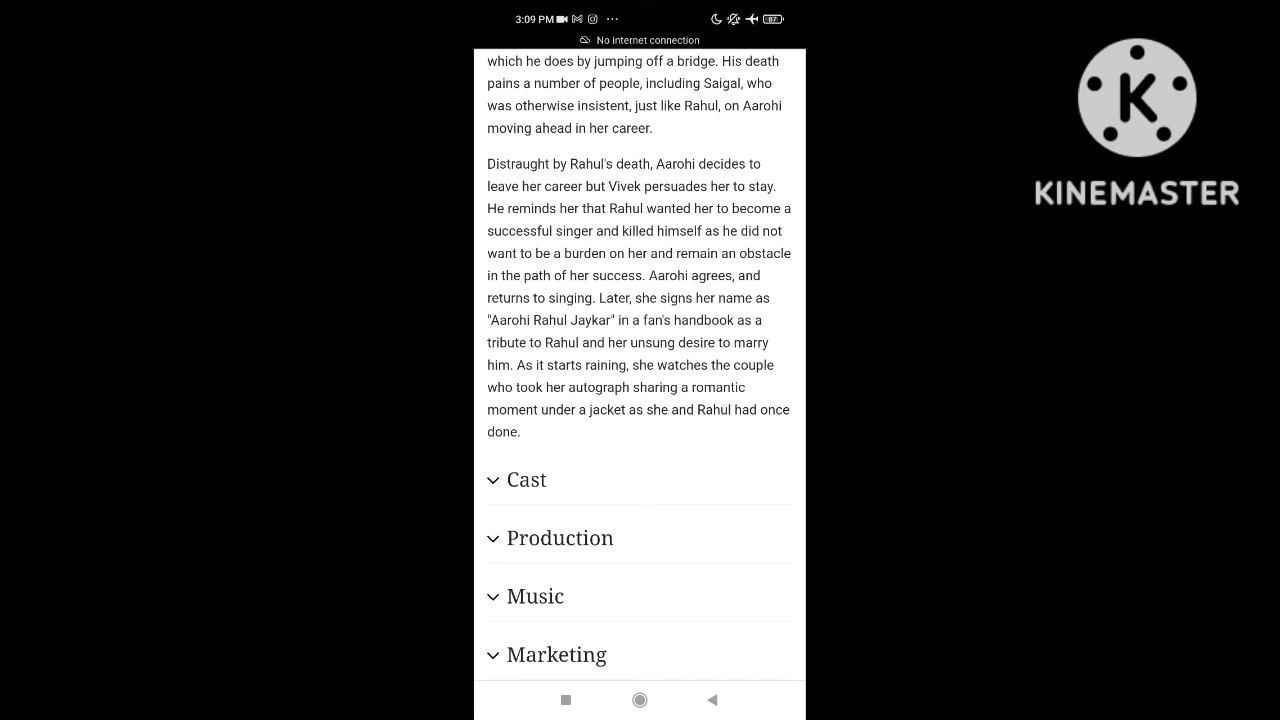 3:09 PM
87
No internet connection
which he does by jumping off a bridge. His death
pains a number of people, including Saigal, who
was otherwise insistent, just like Rahul, on Aarohi
moving ahead in her career.
Distraught by Rahul's death, Aarohi decides to
leave her career but Vivek persuades her to stay.
He reminds her that Rahul wanted her to become a
successful singer and killed himself as he did not
want to be a burden on her and remain an obstacle
in the path of her success. Aarohi agrees, and
returns to singing. Later, she signs her name as
"Aarohi Rahul Jaykar" in a fan's handbook as a
tribute to Rahul and her unsung desire to marry
him. As it starts raining, she watches the couple
who took her autograph sharing a romantic
moment under a jacket as she and Rahul had once
done.
Cast
Production
Music
Marketing
K
KINEMASTER